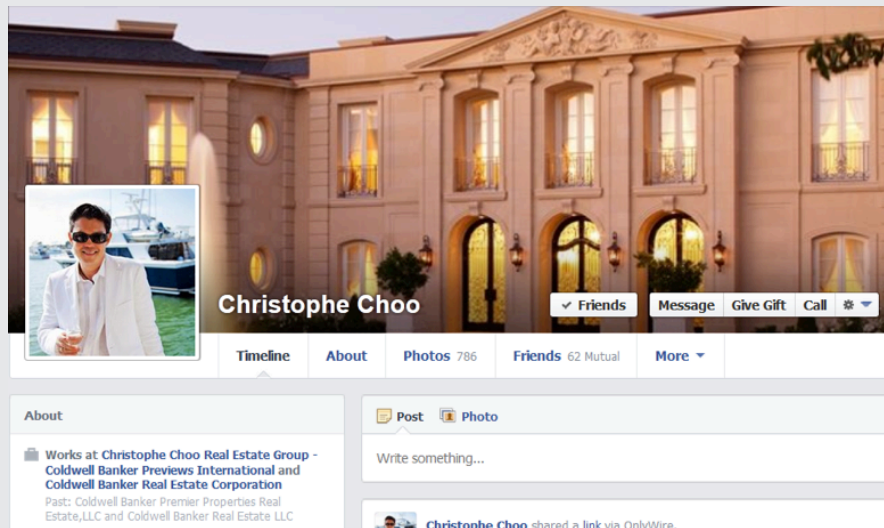 Christophe Choo
Friends
Message Give Gift Call
Timeline About Photos 786 Friends 62 Mutual More
About
Works at Christophe Choo Real Estate Group -
Coldwell Banker Previews International and
Coldwell Banker Real Estate Corporation
Past: Coldwell Banker Premier Properties Real
Estate,LLC and Coldwell Banker Real Estate LLC
Post Photo
Write something...
Christophe Choo shared a link via OnlyWire.